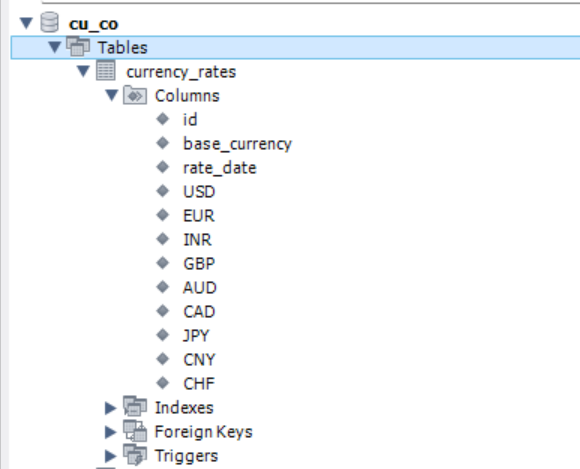 cu_co
Tables
currency_rates
Columns
id
base_currency
rate_date
USD
EUR
INR
GBP
AUD
CAD
JPY
CNY
CHF
Indexes
Foreign Keys
Triggers